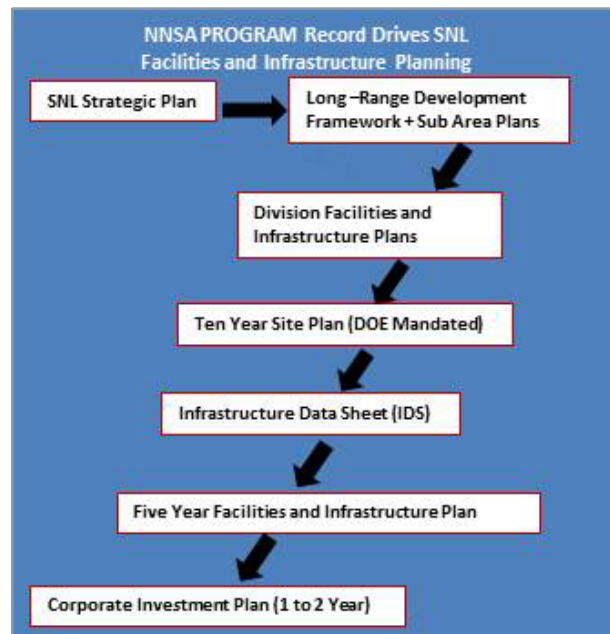 NNSA PROGRAM Record Drives SNL
Facilities and Infrastructure Planning
SNL Strategic Plan
Long –Range Development
Framework + Sub Area Plans
Division Facilities and
Infrastructure Plans
Ten Year Site Plan (DOE Mandated)
Infrastructure Data Sheet (IDS)
Five Year Facilities and Infrastructure Plan
Corporate Investment Plan (1 to 2 Year)